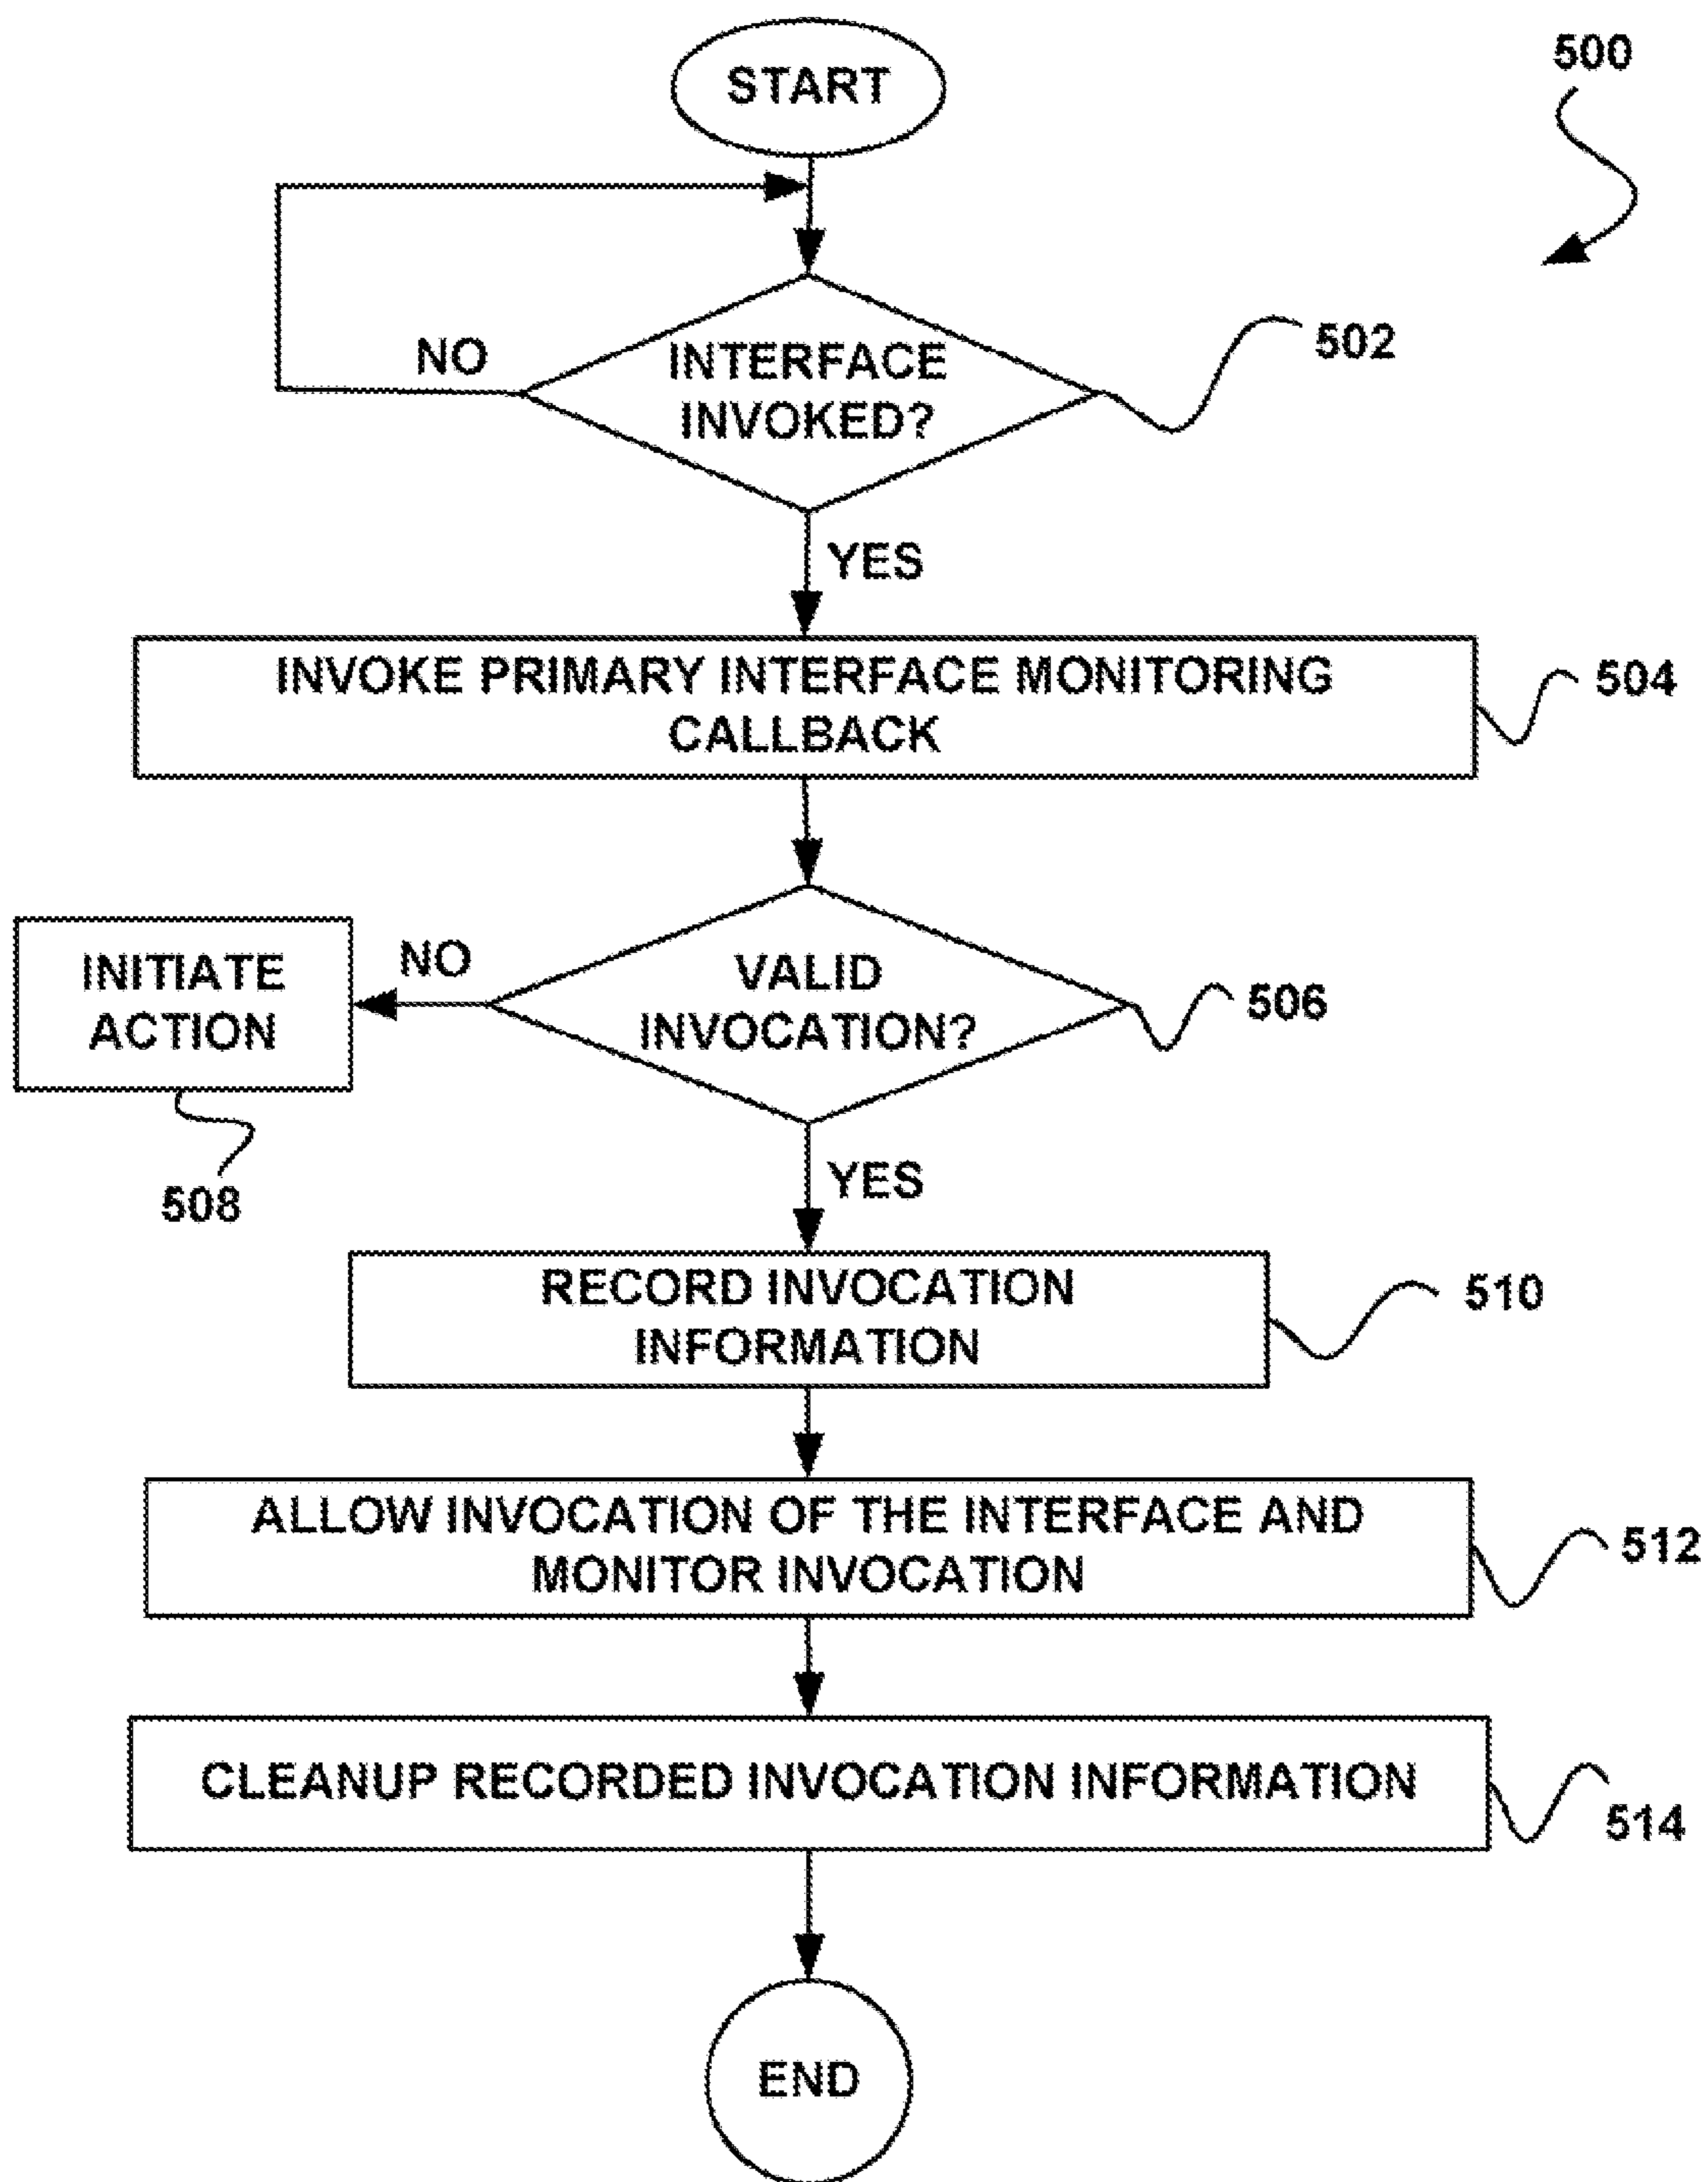 START
500
INTERFACE
INVOKED?
502
NO
YES
INVOKE PRIMARY INTERFACE MONITORING
CALLBACK
504
VALID
INVOCATION?
506
NO
INITIATE
ACTION
508
YES
RECORD INVOCATION
INFORMATION
510
ALLOW INVOCATION OF THE INTERFACE AND
MONITOR INVOCATION
512
CLEANUP RECORDED INVOCATION INFORMATION
514
END